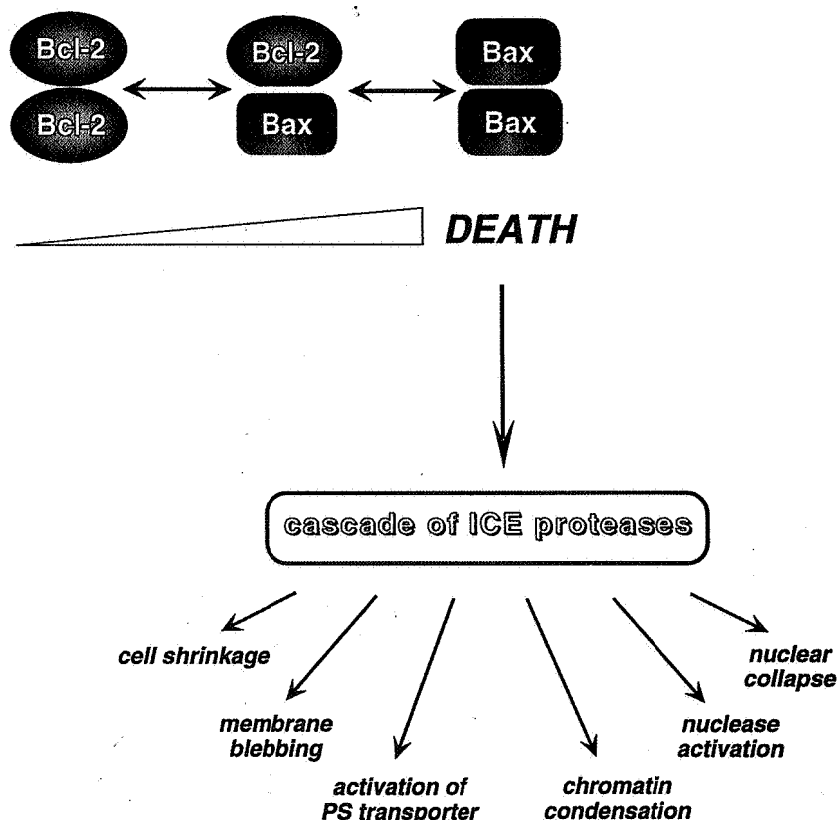 Bcl-2
Bcl-2
Bcl-2
Bax
Bax
Bax
DEATH
cascade of ICE proteases
cell shrinkage
membrane
blebbing
activation of
PS transporter
chromatin
condensation
nuclease
activation
nuclear
collapse